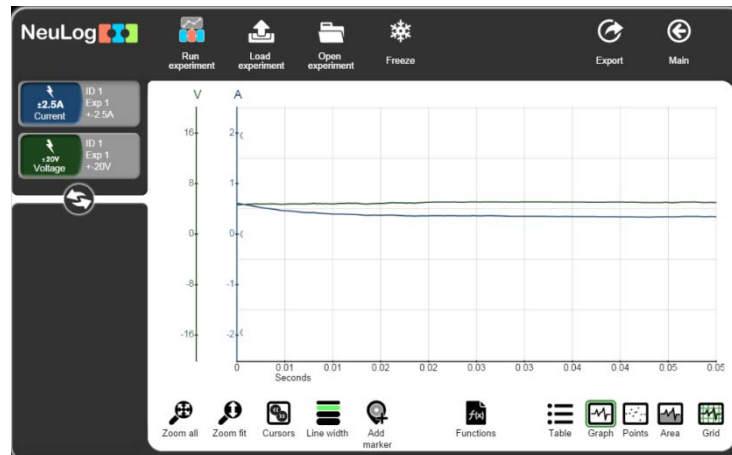 NeuLog
Run experiment
Load experiment
Open experiment
Freeze
Export
Main
±2.5A
Current
ID 1
Exp 1
+-2.5A
±20V
Voltage
ID 1
Exp 1
+-20V
V
A
16
8
0
-8
-16
2
1
0
-1
-2
0 0.01 0.01 0.02 0.02 0.03 0.03 0.04 0.04 0.05 0.05
Seconds
Zoom all
Zoom fit
Cursors
Line width
Add marker
f(x)
Functions
Table
Graph
Points
Area
Grid